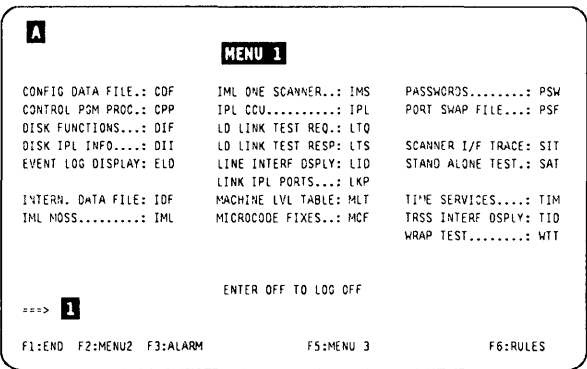 A
MENU 1
CONFIG DATA FILE.: CDF IML ONE SCANNER..: IMS PASSWORDS........: PSW
CONTROL PGM PROC.: CPP IPL CCU..........: IPL PORT SWAP FILE...: PSF
DISK FUNCTIONS...: DIF LD LINK TEST REQ.: LTQ
DISK IPL INFO....: DII LD LINK TEST RESP: LTS SCANNER I/F TRACE: SIT
EVENT LOG DISPLAY: ELD LINE INTERF DSPLY: LID STAND ALONE TEST.: SAT
LINK IPL PORTS...: LKP
INTERN. DATA FILE: IDF MACHINE LVL TABLE: MLT TIME SERVICES....: TIM
IML MOSS.........: IML MICROCODE FIXES..: MCF TRSS INTERF DSPLY: TID
WRAP TEST........: WTT
ENTER OFF TO LOG OFF
===> 1
F1:END F2:MENU2 F3:ALARM F5:MENU 3 F6:RULES